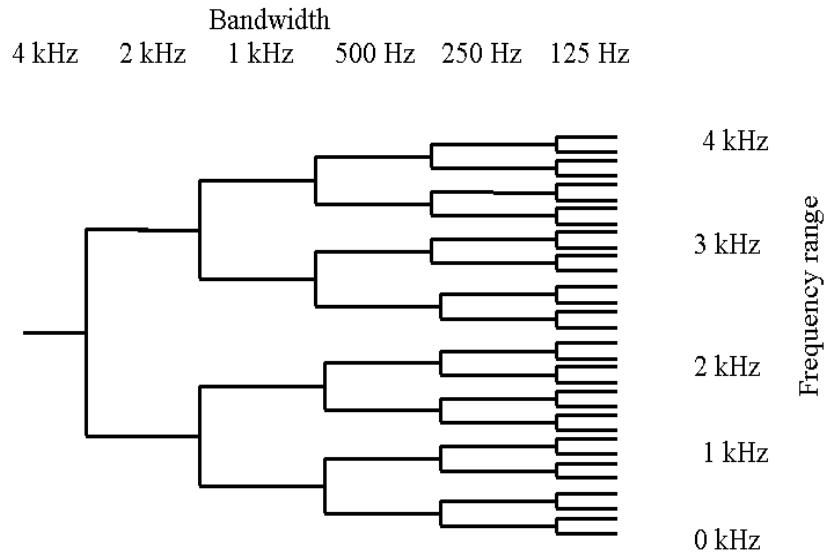 Bandwidth
4 kHz 2 kHz 1 kHz 500 Hz 250 Hz 125 Hz
4 kHz
3 kHz
2 kHz
1 kHz
0 kHz
Frequency range